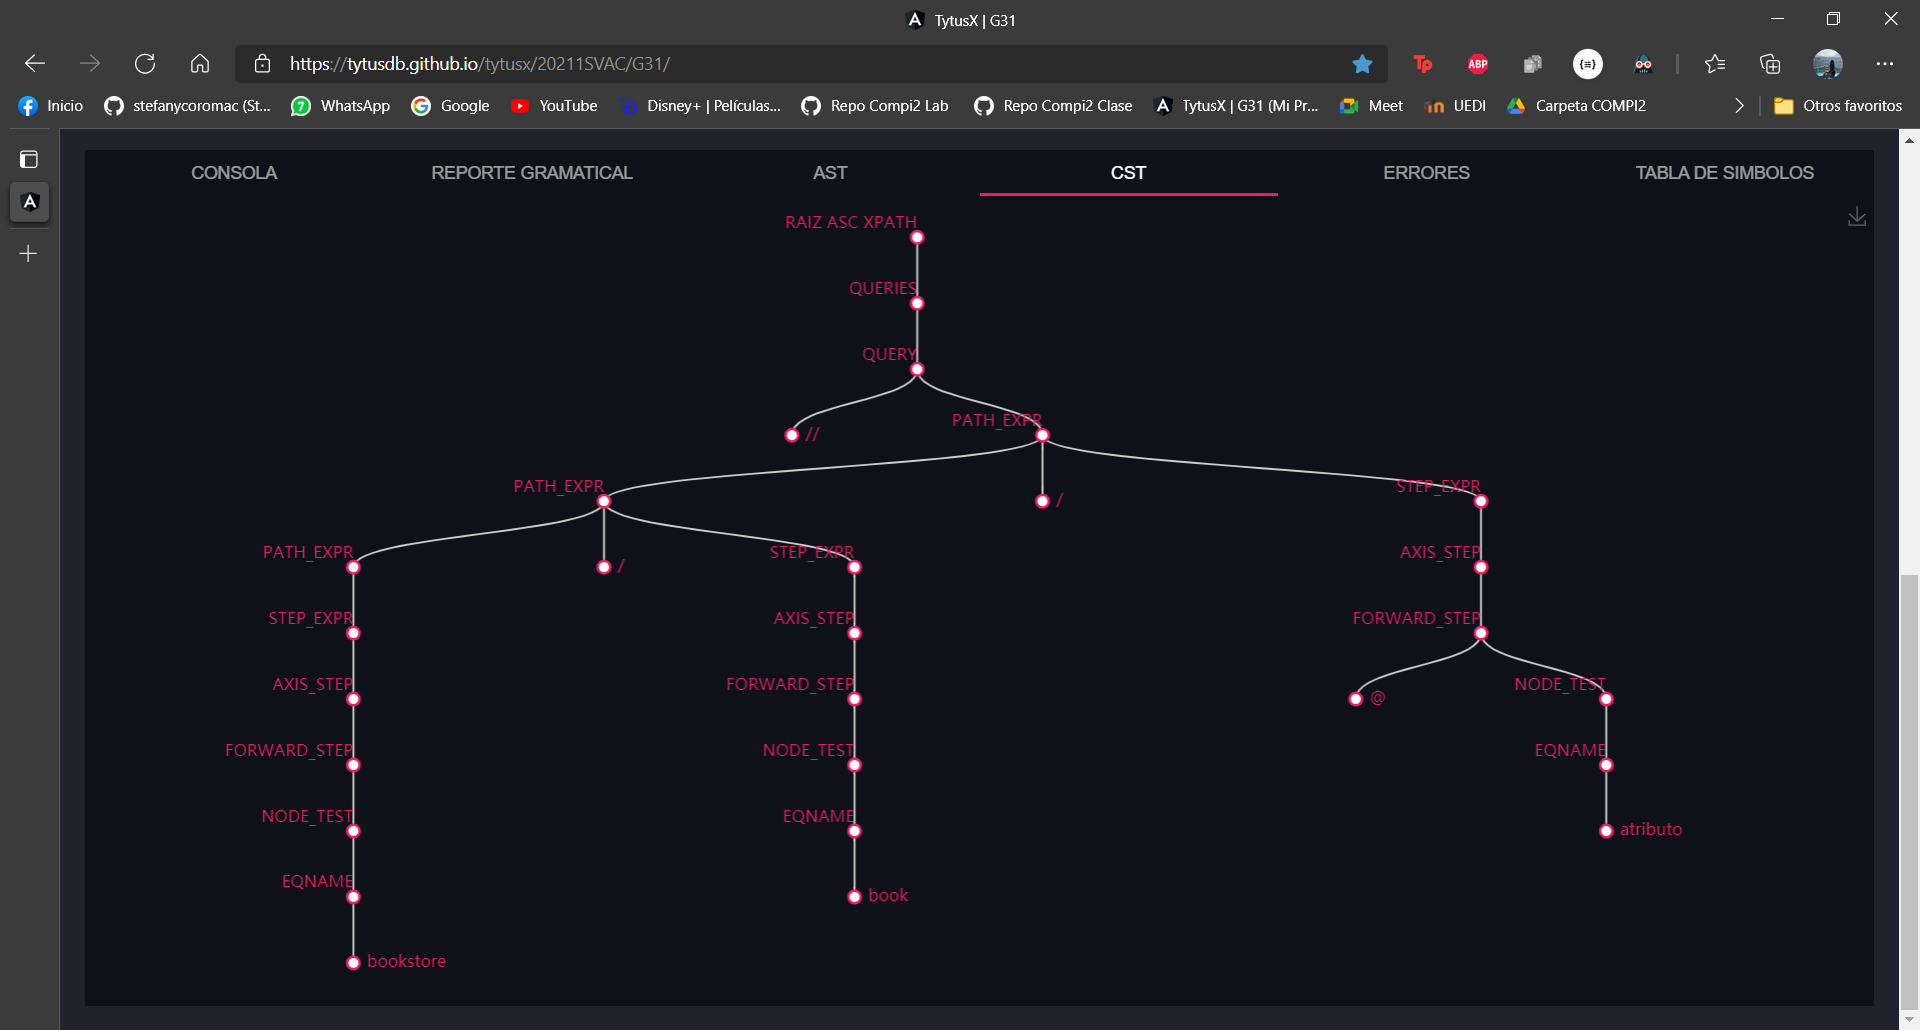 TytusX | G31
https://tytusdb.github.io/tytusx/20211SVAC/G31/
Tp ABP {=}
Inicio stefanycoromac (St... WhatsApp Google YouTube Disney+ | Películas... Repo Compi2 Lab Repo Compi2 Clase TytusX | G31 (Mi Pr... Meet UEDI Carpeta COMPI2 Otros favoritos
CONSOLA REPORTE GRAMATICAL AST CST ERRORES TABLA DE SIMBOLOS
RAIZ ASC XPATH
QUERIES
QUERY
// PATH_EXPR
PATH_EXPR / STEP_EXPR
PATH_EXPR / STEP_EXPR AXIS_STEP
STEP_EXPR AXIS_STEP FORWARD_STEP
AXIS_STEP FORWARD_STEP @ NODE_TEST
FORWARD_STEP NODE_TEST EQNAME
NODE_TEST EQNAME atributo
EQNAME book
bookstore